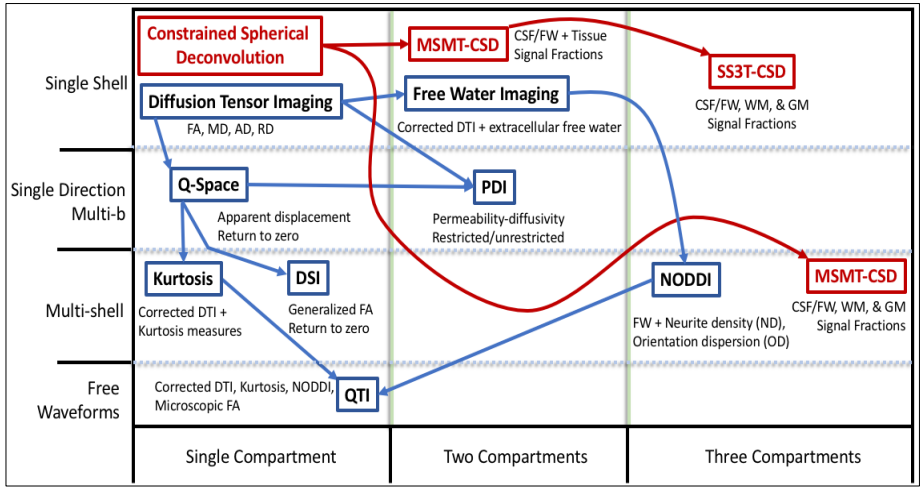 Constrained Spherical
Deconvolution
MSMT-CSD
CSF/FW + Tissue
Signal Fractions
SS3T-CSD
CSF/FW, WM, & GM
Signal Fractions
Single Shell
Diffusion Tensor Imaging
FA, MD, AD, RD
Free Water Imaging
Corrected DTI + extracellular free water
Single Direction
Multi-b
Q-Space
Apparent displacement
Return to zero
PDI
Permeability-diffusivity
Restricted/unrestricted
Multi-shell
Kurtosis
Corrected DTI +
Kurtosis measures
DSI
Generalized FA
Return to zero
NODDI
FW + Neurite density (ND),
Orientation dispersion (OD)
MSMT-CSD
CSF/FW, WM, & GM
Signal Fractions
Free
Waveforms
Corrected DTI, Kurtosis, NODDI,
Microscopic FA
QTI
Single Compartment
Two Compartments
Three Compartments